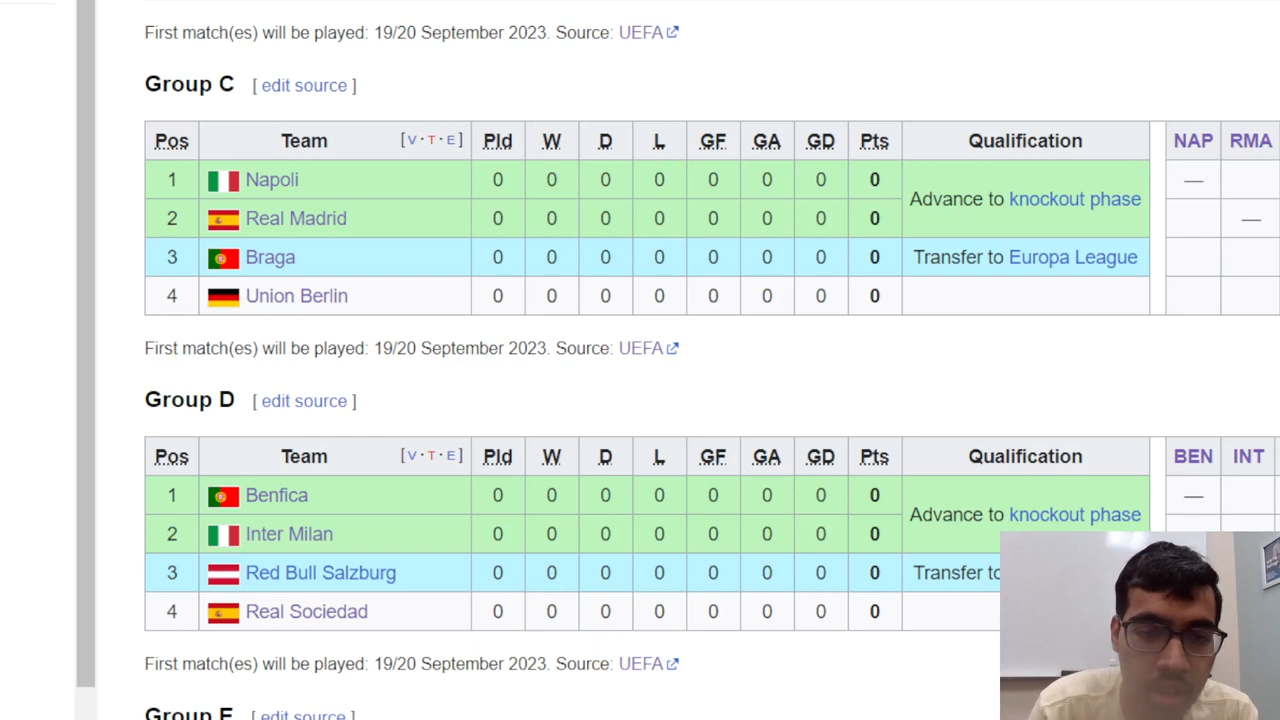 First match(es) will be played: 19/20 September 2023. Source: UEFA
Group C [ edit source ]
Pos Team [V·T·E] Pld W D L GF GA GD Pts Qualification NAP RMA
1 Napoli 0 0 0 0 0 0 0 0 Advance to knockout phase —
2 Real Madrid 0 0 0 0 0 0 0 0 —
3 Braga 0 0 0 0 0 0 0 0 Transfer to Europa League
4 Union Berlin 0 0 0 0 0 0 0 0
First match(es) will be played: 19/20 September 2023. Source: UEFA
Group D [ edit source ]
Pos Team [V·T·E] Pld W D L GF GA GD Pts Qualification BEN INT
1 Benfica 0 0 0 0 0 0 0 0 Advance to knockout phase —
2 Inter Milan 0 0 0 0 0 0 0 0
3 Red Bull Salzburg 0 0 0 0 0 0 0 0 Transfer to
4 Real Sociedad 0 0 0 0 0 0 0 0
First match(es) will be played: 19/20 September 2023. Source: UEFA
Group E [ edit source ]